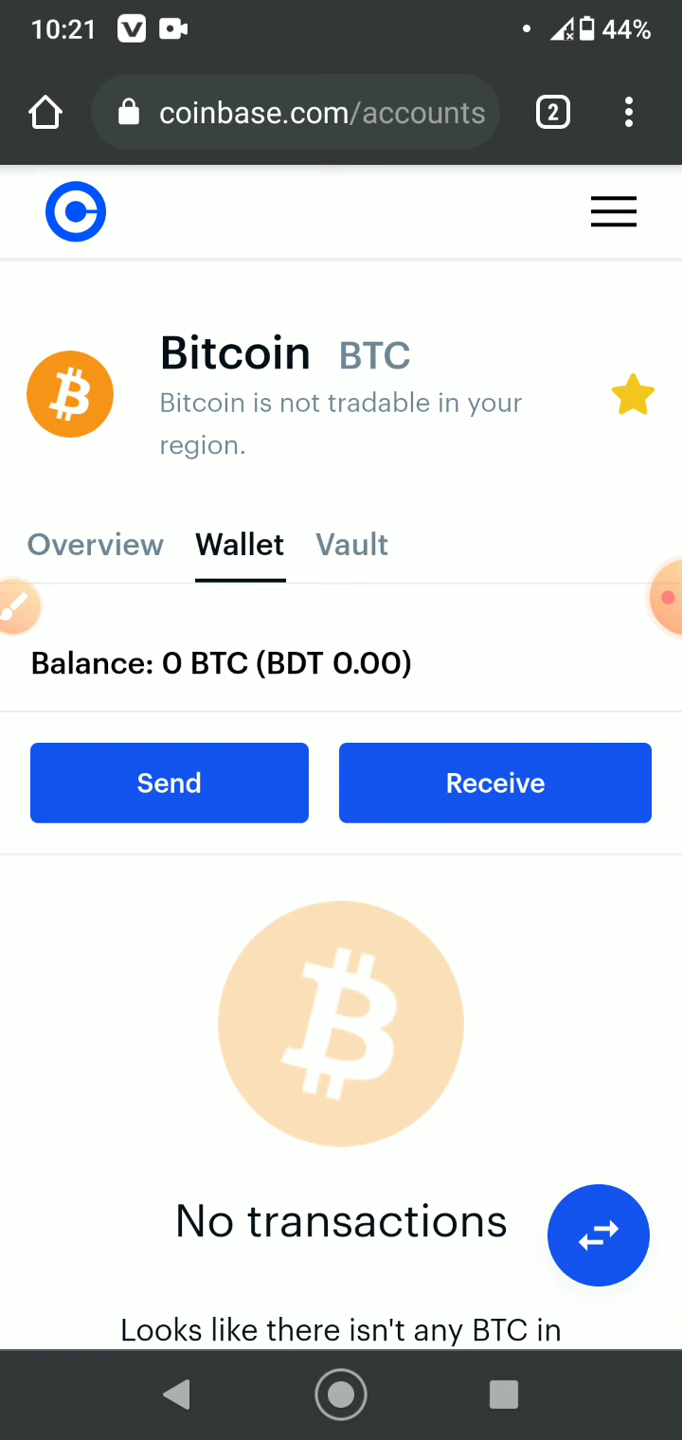 10:21
44%
coinbase.com/accounts
2
Bitcoin BTC
Bitcoin is not tradable in your
region.
Overview Wallet Vault
Balance: 0 BTC (BDT 0.00)
Send Receive
No transactions
Looks like there isn't any BTC in